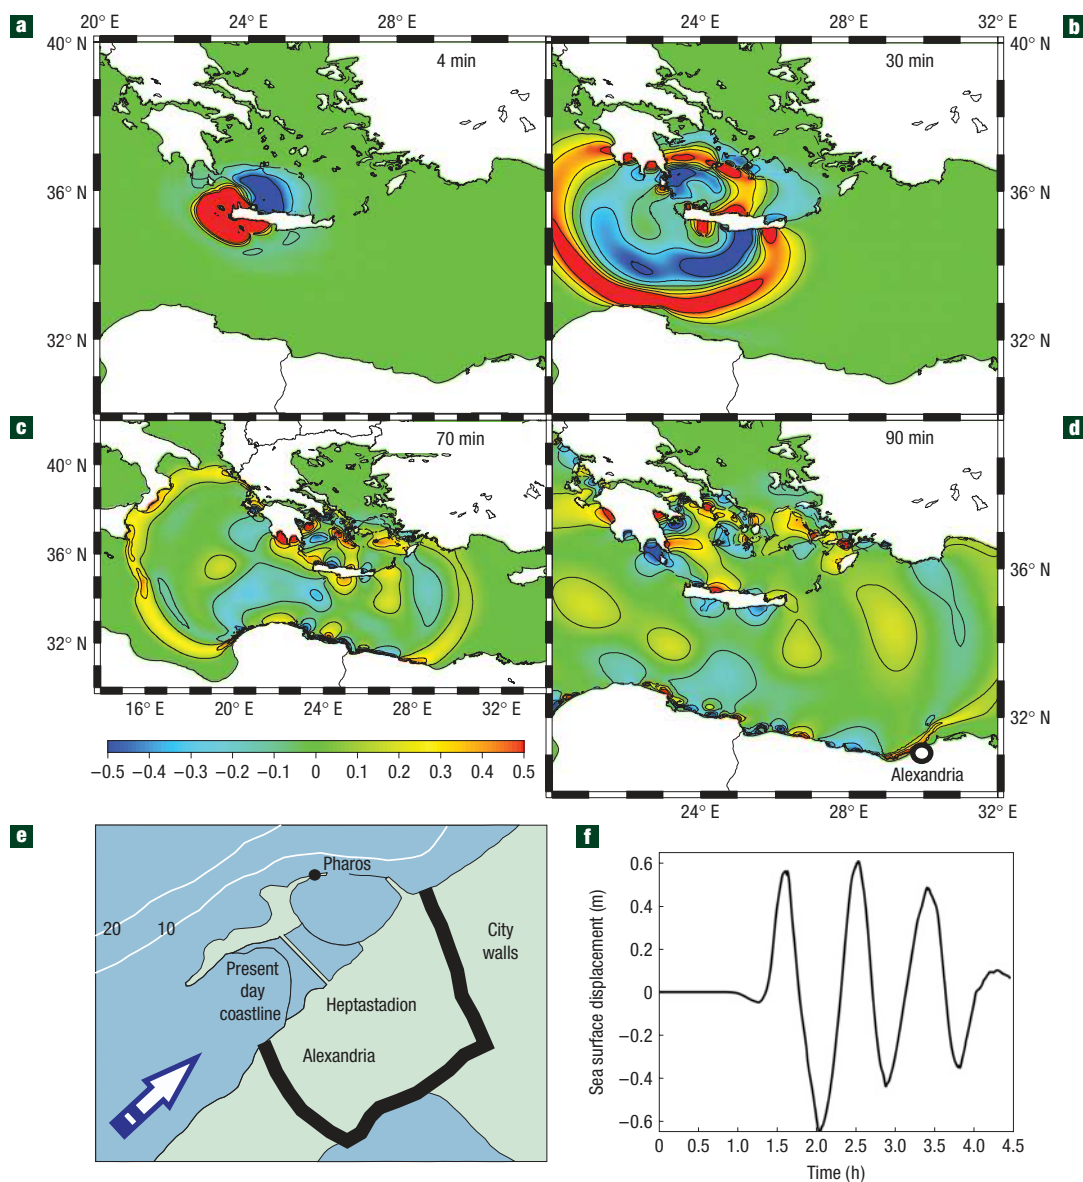 a
20° E
24° E
28° E
24° E
28° E
32° E
b
40° N
4 min
30 min
40° N
36° N
36° N
32° N
32° N
c
70 min
90 min
d
40° N
36° N
36° N
32° N
32° N
16° E
20° E
24° E
28° E
32° E
−0.5
−0.4
−0.3
−0.2
−0.1
0
0.1
0.2
0.3
0.4
0.5
Alexandria
24° E
28° E
32° E
e
Pharos
20
10
City
walls
Present
day
coastline
Heptastadion
Alexandria
f
Sea surface displacement (m)
0.6
0.4
0.2
0
−0.2
−0.4
−0.6
0
0.5
1.0
1.5
2.0
2.5
3.0
3.5
4.0
4.5
Time (h)